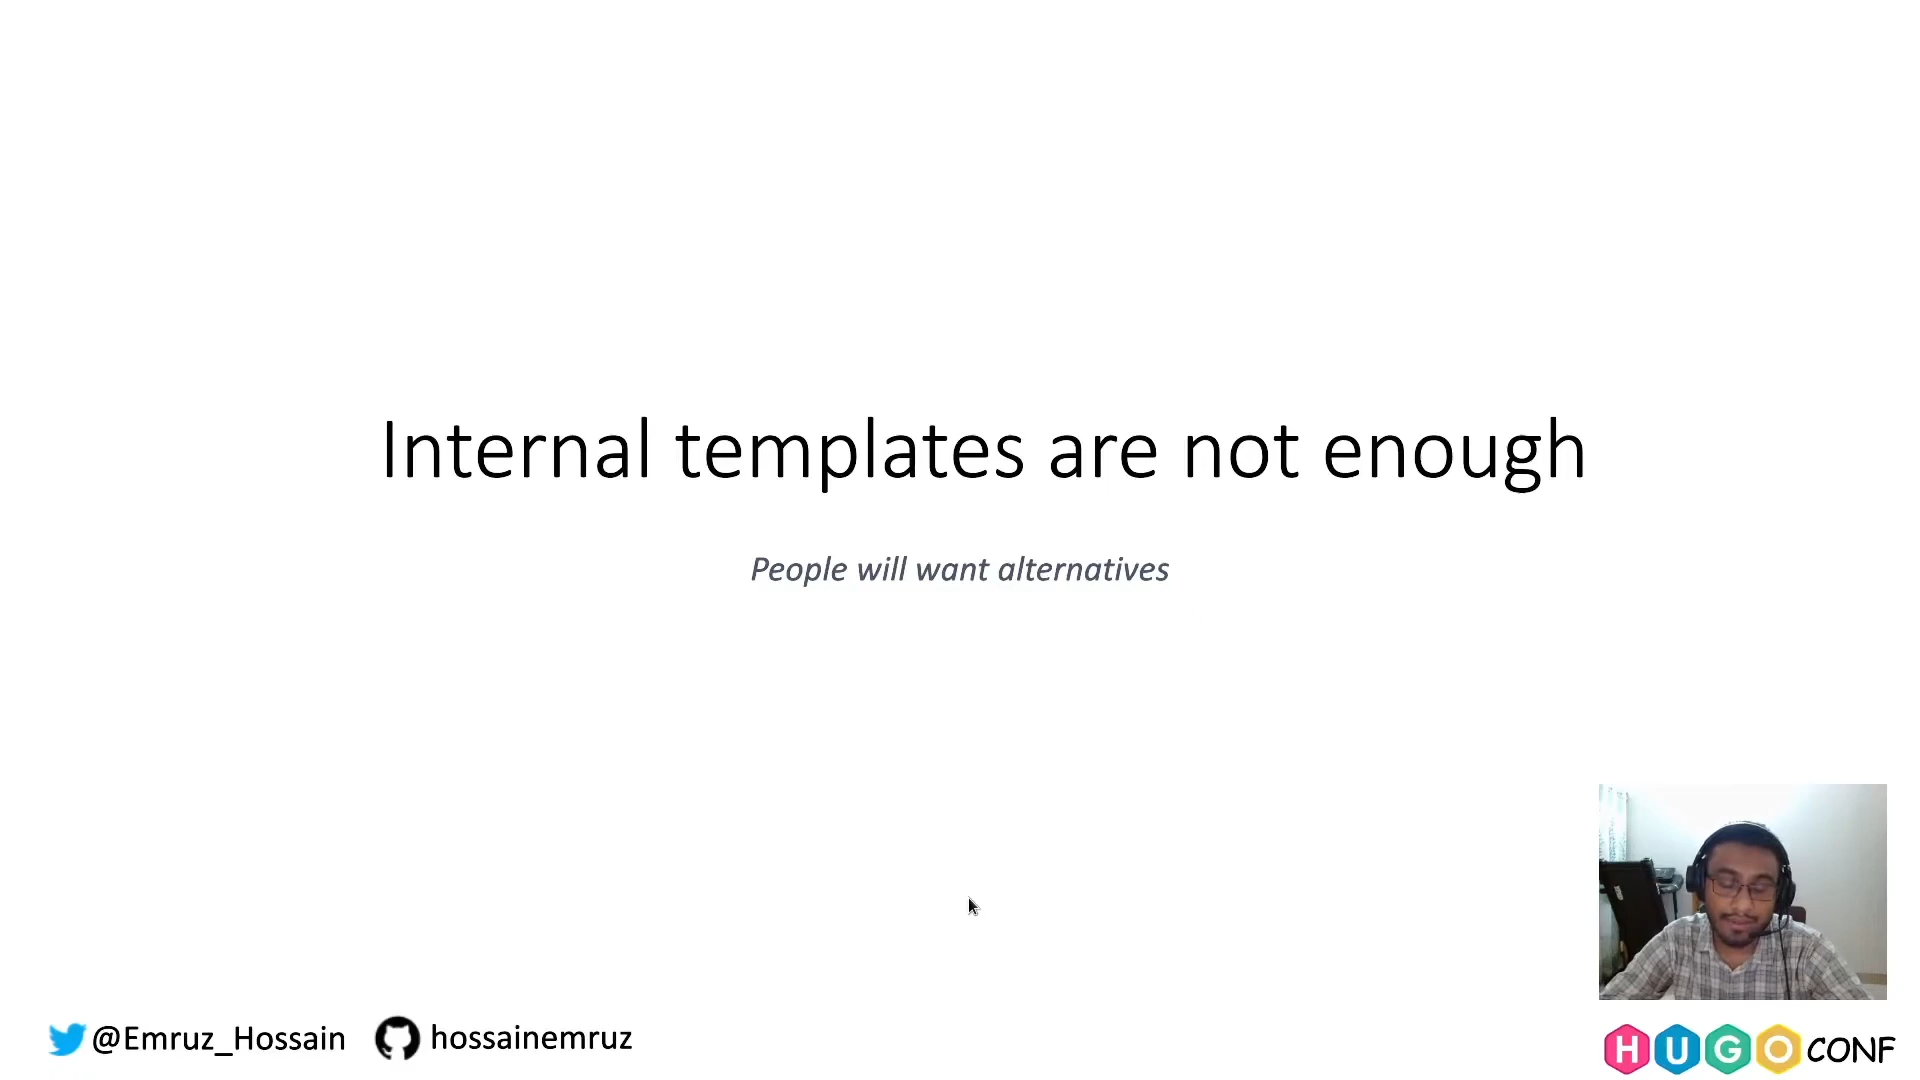 Internal templates are not enough
People will want alternatives
@Emruz_Hossain hossainemruz
HUGO CONF